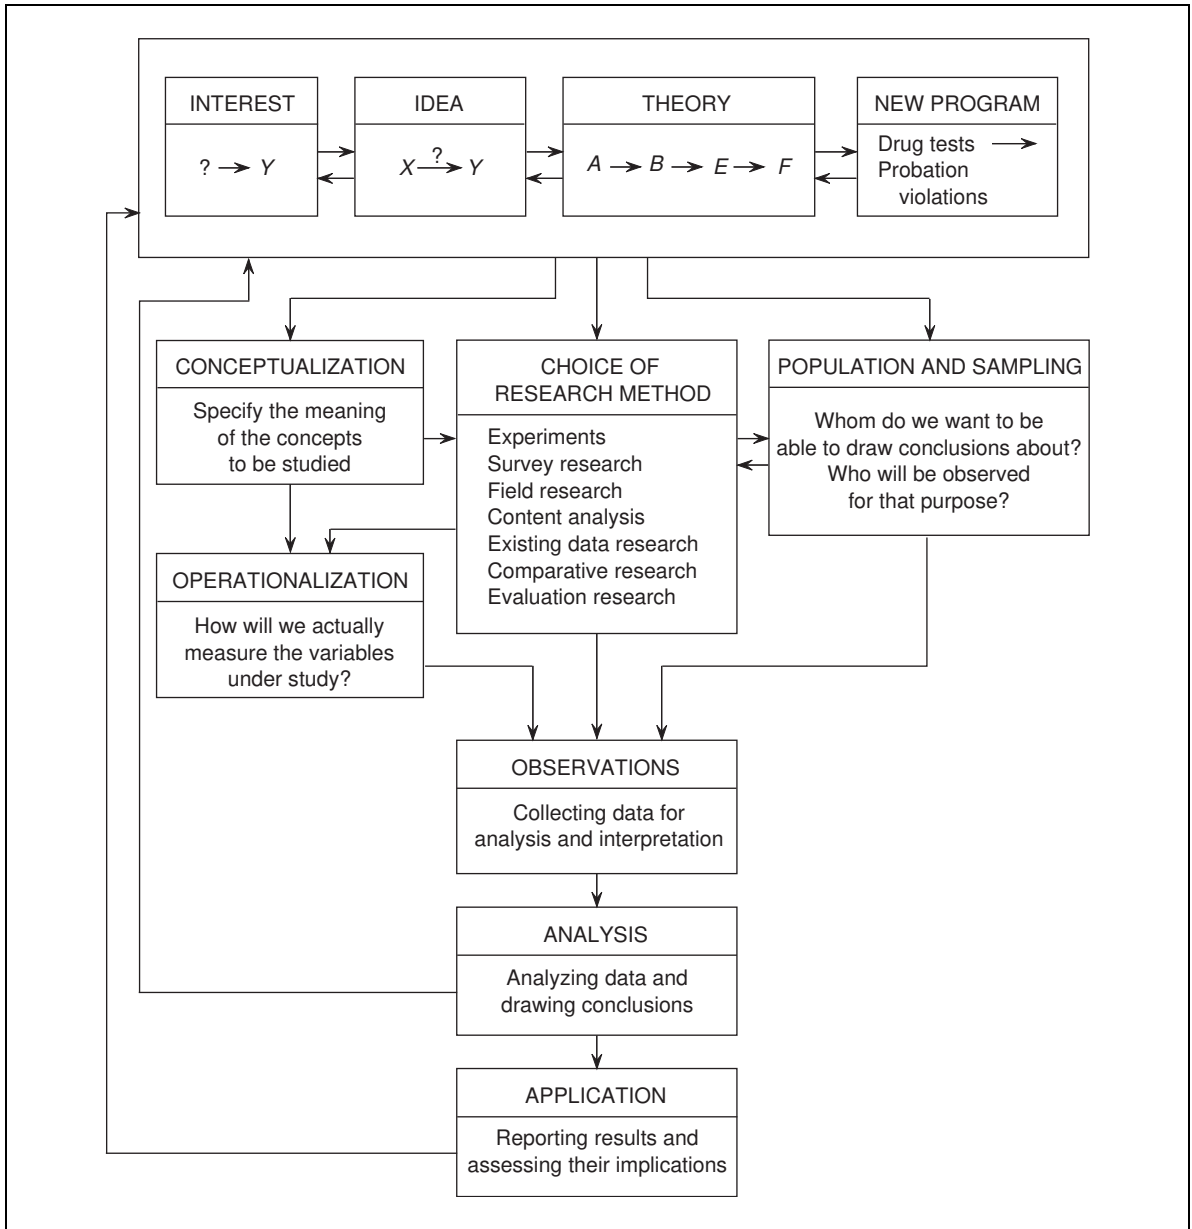 INTEREST
? → Y
IDEA
?
X → Y
THEORY
A → B → E → F
NEW PROGRAM
Drug tests →
Probation
violations
CONCEPTUALIZATION
Specify the meaning
of the concepts
to be studied
CHOICE OF
RESEARCH METHOD
Experiments
Survey research
Field research
Content analysis
Existing data research
Comparative research
Evaluation research
POPULATION AND SAMPLING
Whom do we want to be
able to draw conclusions about?
Who will be observed
for that purpose?
OPERATIONALIZATION
How will we actually
measure the variables
under study?
OBSERVATIONS
Collecting data for
analysis and interpretation
ANALYSIS
Analyzing data and
drawing conclusions
APPLICATION
Reporting results and
assessing their implications